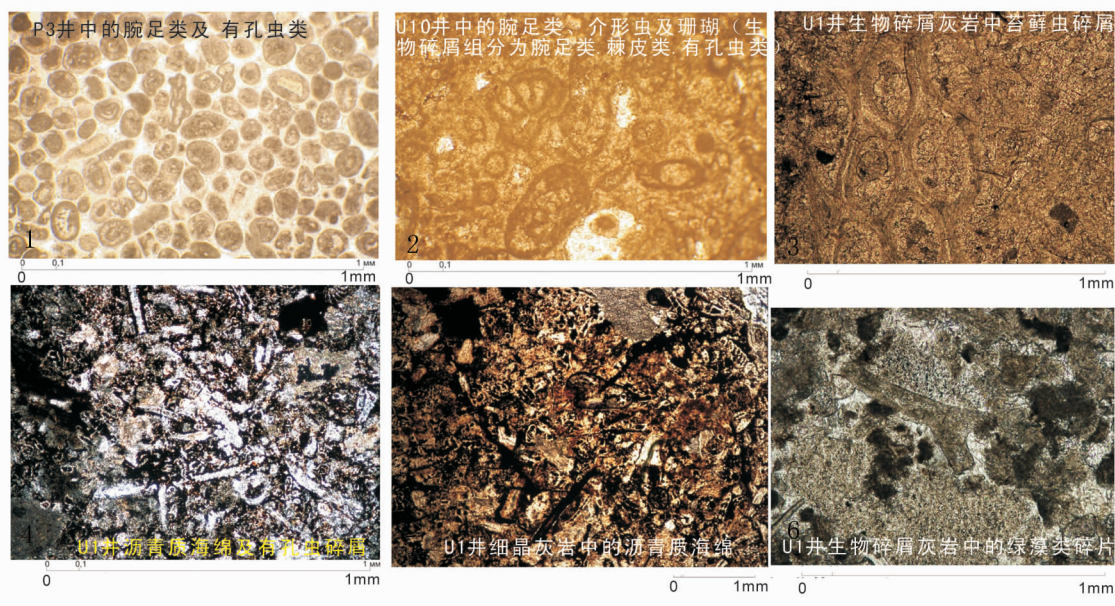 P3井中的腕足类及 有孔虫类
1
0 0,1 1 мм
0 1mm
U10井中的腕足类、介形虫及珊瑚（生
物碎屑组分为腕足类.棘皮类.有孔虫类）
2
0 0,1 1 мм
0 1mm
U1井生物碎屑灰岩中苔鲜虫碎屑
3
0 1mm
4
U1井沥青质海绵及有孔虫碎屑
0 0,1 1 мм
0 1mm
U1井细晶灰岩中的沥青质海绵
0 1mm
6
U1井生物碎屑灰岩中的绿藻类碎片
0 1mm